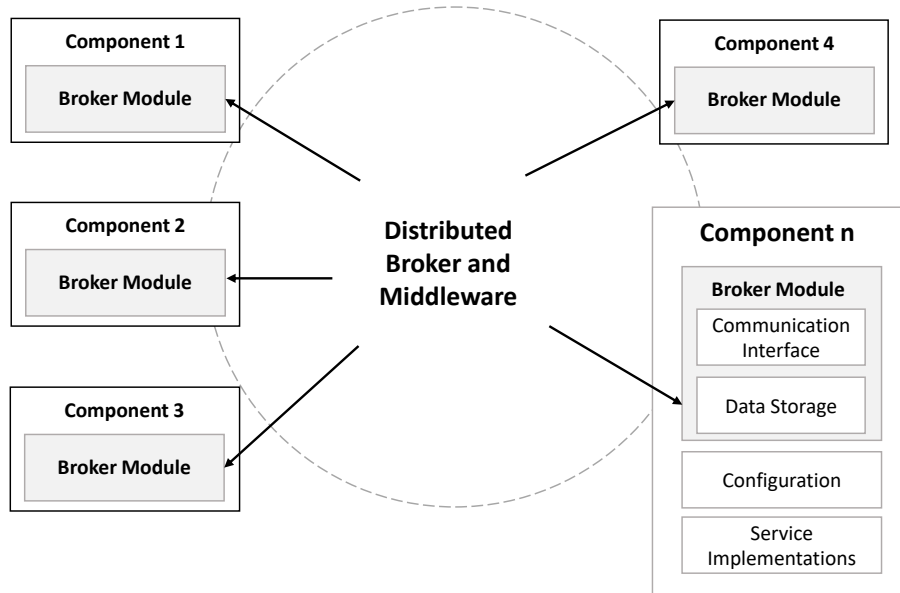 Component 1
Broker Module
Component 2
Broker Module
Component 3
Broker Module
Distributed
Broker and
Middleware
Component 4
Broker Module
Component n
Broker Module
Communication
Interface
Data Storage
Configuration
Service
Implementations